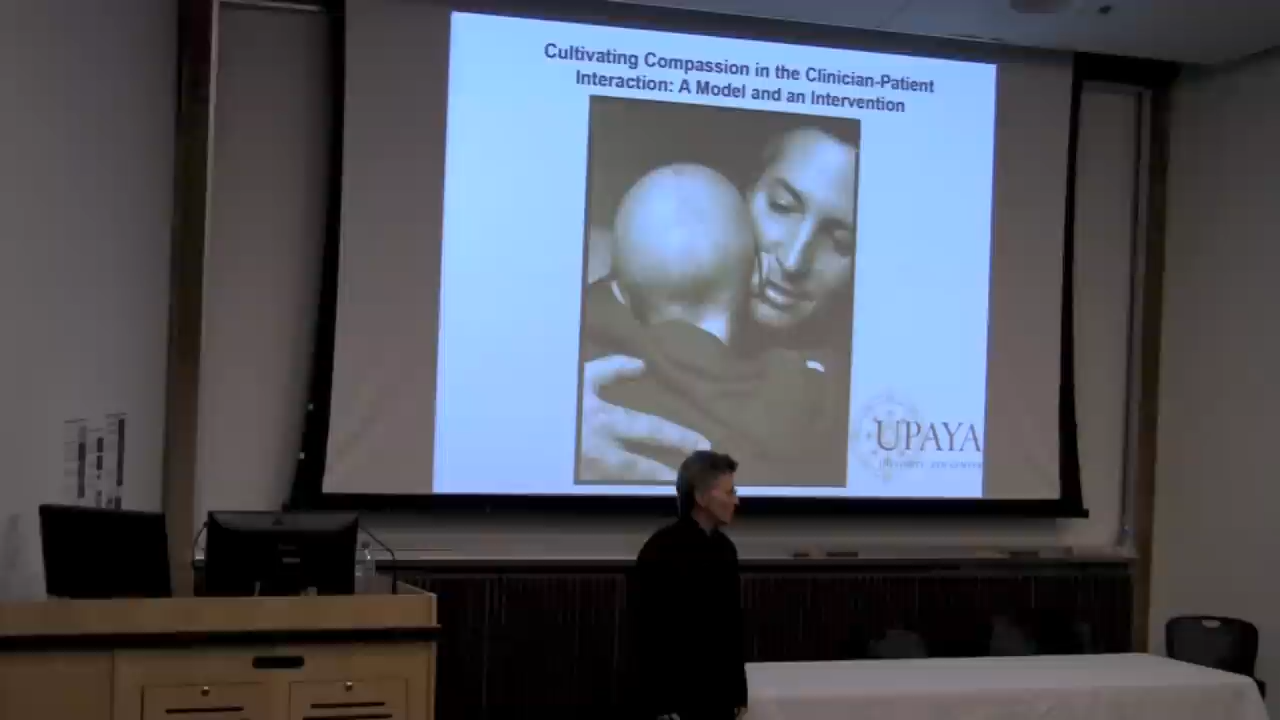 Cultivating Compassion in the Clinician-Patient
Interaction: A Model and an Intervention
UPAYA